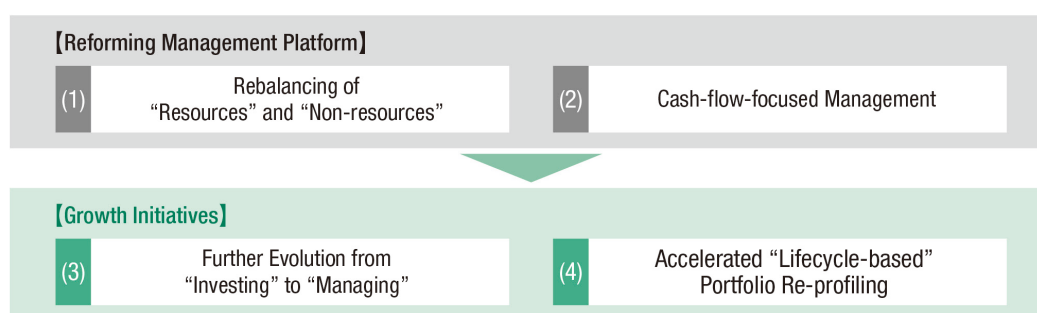 【Reforming Management Platform】
(1)
Rebalancing of
“Resources” and “Non-resources”
(2)
Cash-flow-focused Management
【Growth Initiatives】
(3)
Further Evolution from
“Investing” to “Managing”
(4)
Accelerated “Lifecycle-based”
Portfolio Re-profiling